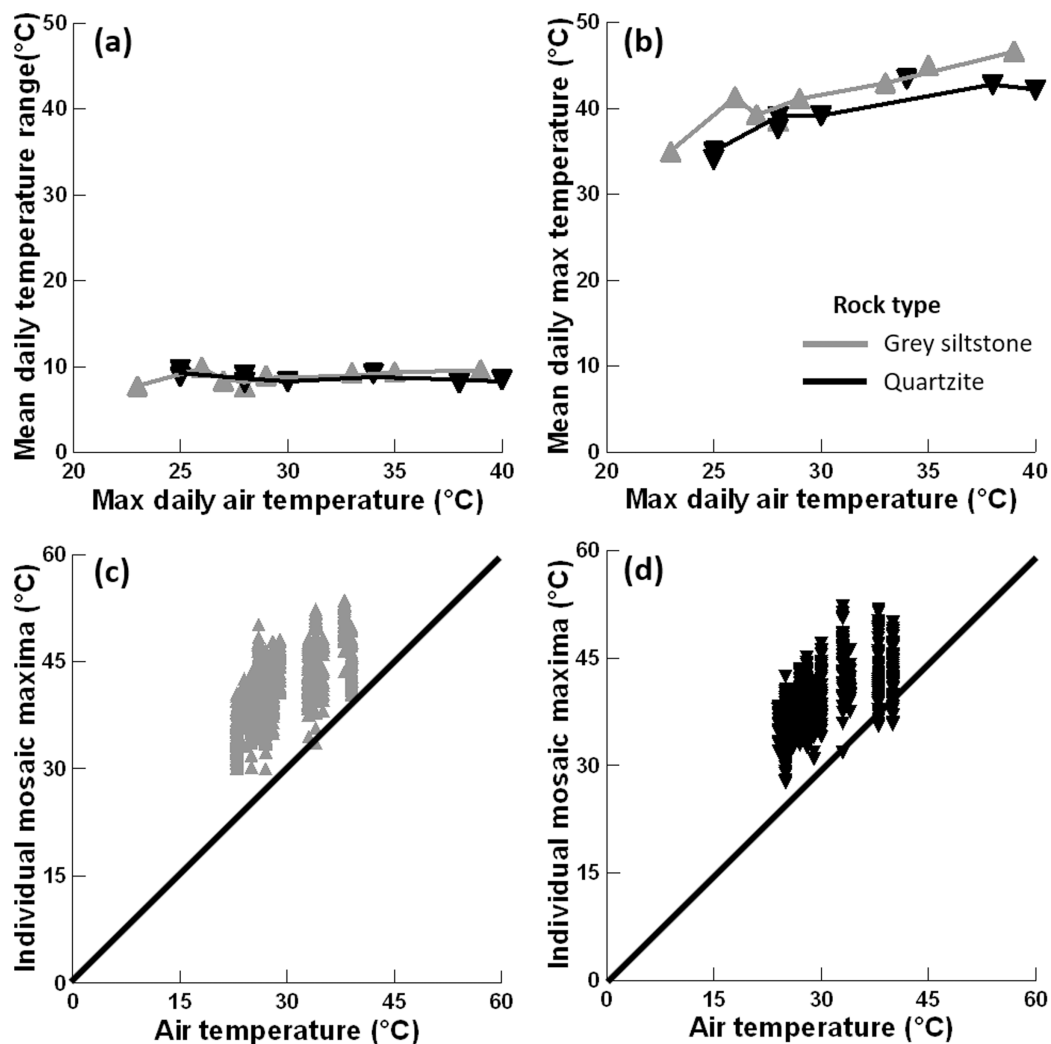 (a)
Mean daily temperature range(°C)
50
40
30
20
10
0
20
25
30
35
40
Max daily air temperature (°C)
(b)
Mean daily max temperature (°C)
50
40
30
20
10
0
Rock type
Grey siltstone
Quartzite
20
25
30
35
40
Max daily air temperature (°C)
(c)
Individual mosaic maxima (°C)
60
45
30
15
0
0
15
30
45
60
Air temperature (°C)
(d)
Individual mosaic maxima (°C)
60
45
30
15
0
0
15
30
45
60
Air temperature (°C)